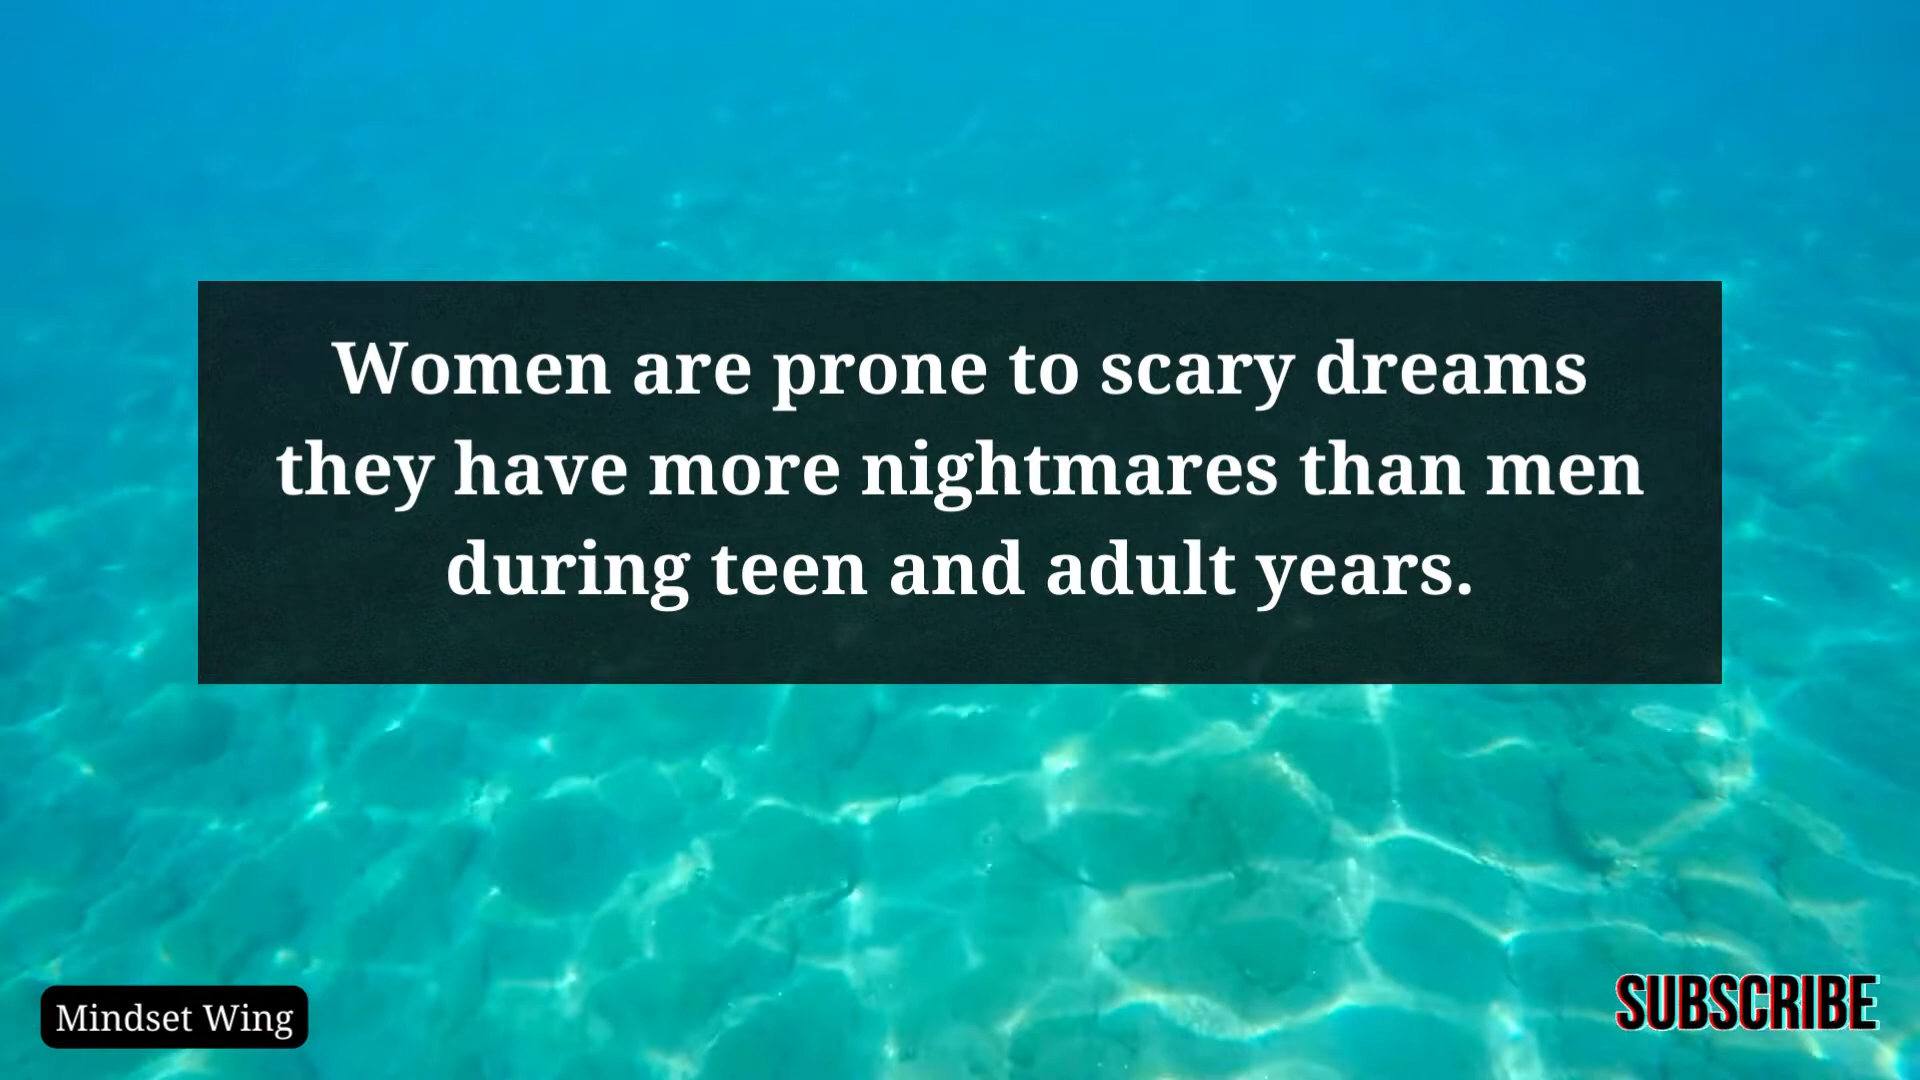 Women are prone to scary dreams
they have more nightmares than men
during teen and adult years.
Mindset Wing
SUBSCRIBE